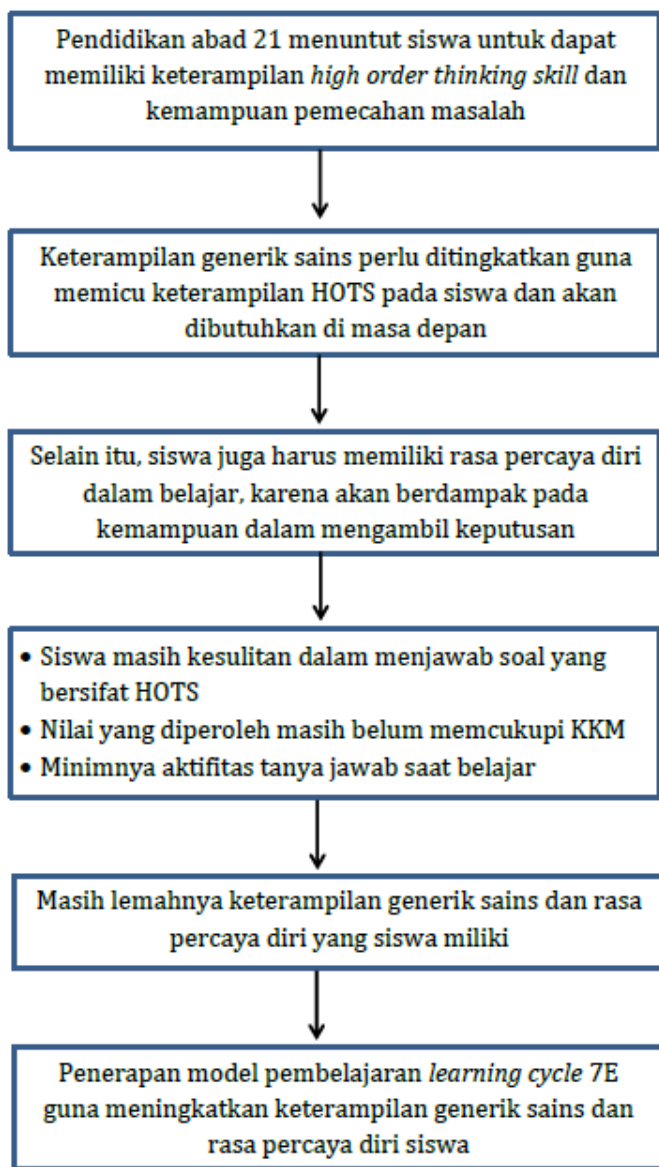 Pendidikan abad 21 menuntut siswa untuk dapat
memiliki keterampilan high order thinking skill dan
kemampuan pemecahan masalah
Keterampilan generik sains perlu ditingkatkan guna
memicu keterampilan HOTS pada siswa dan akan
dibutuhkan di masa depan
Selain itu, siswa juga harus memiliki rasa percaya diri
dalam belajar, karena akan berdampak pada
kemampuan dalam mengambil keputusan
• Siswa masih kesulitan dalam menjawab soal yang
bersifat HOTS
• Nilai yang diperoleh masih belum memcukupi KKM
• Minimnya aktifitas tanya jawab saat belajar
Masih lemahnya keterampilan generik sains dan rasa
percaya diri yang siswa miliki
Penerapan model pembelajaran learning cycle 7E
guna meningkatkan keterampilan generik sains dan
rasa percaya diri siswa